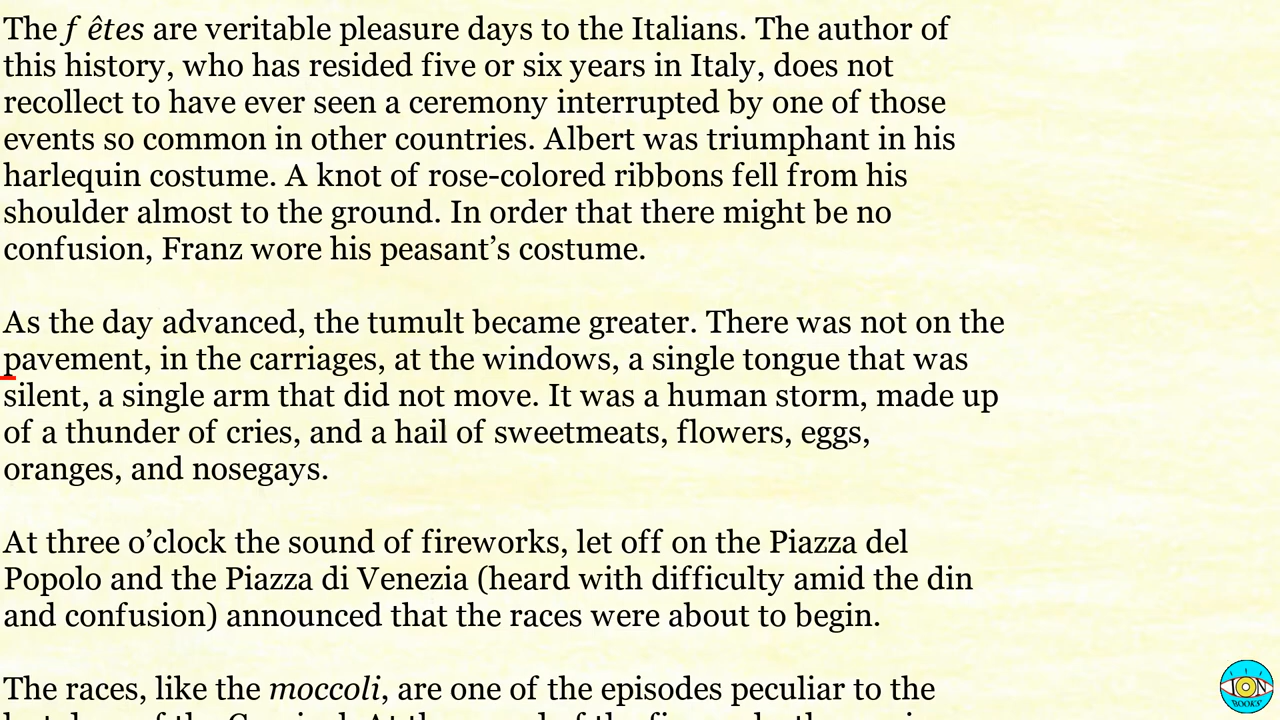 The f êtes are veritable pleasure days to the Italians. The author of
this history, who has resided five or six years in Italy, does not
recollect to have ever seen a ceremony interrupted by one of those
events so common in other countries. Albert was triumphant in his
harlequin costume. A knot of rose-colored ribbons fell from his
shoulder almost to the ground. In order that there might be no
confusion, Franz wore his peasant’s costume.
As the day advanced, the tumult became greater. There was not on the
pavement, in the carriages, at the windows, a single tongue that was
silent, a single arm that did not move. It was a human storm, made up
of a thunder of cries, and a hail of sweetmeats, flowers, eggs,
oranges, and nosegays.
At three o’clock the sound of fireworks, let off on the Piazza del
Popolo and the Piazza di Venezia (heard with difficulty amid the din
and confusion) announced that the races were about to begin.
The races, like the moccoli, are one of the episodes peculiar to the
ION
BOOKS